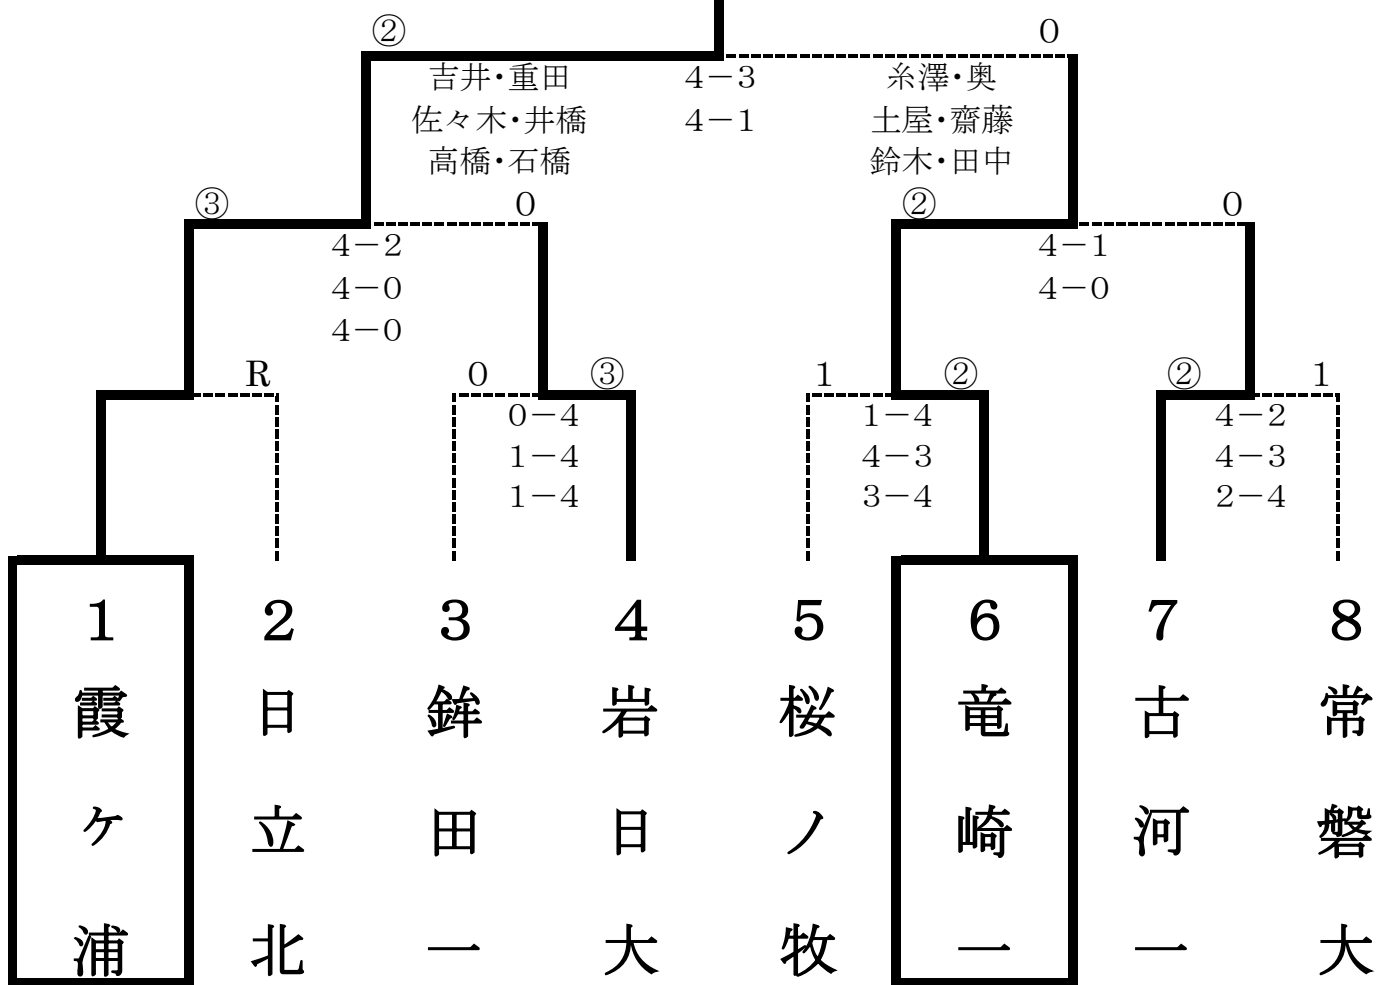 ② 0
吉井・重田 4－3 糸澤・奥
佐々木・井橋 4－1 土屋・齋藤
高橋・石橋 鈴木・田中
③ 0 ② 0
4－2 4－1
4－0 4－0
4－0
R 0 ③ 1 ② ② 1
0－4 1－4 4－2
1－4 4－3 4－3
1－4 3－4 2－4
1 2 3 4 5 6 7 8
霞ヶ浦
日立北
鉾田一
岩日大
桜ノ牧
竜崎一
古河一
常磐大